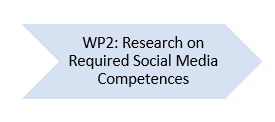 WP2: Research on
Required Social Media
Competences